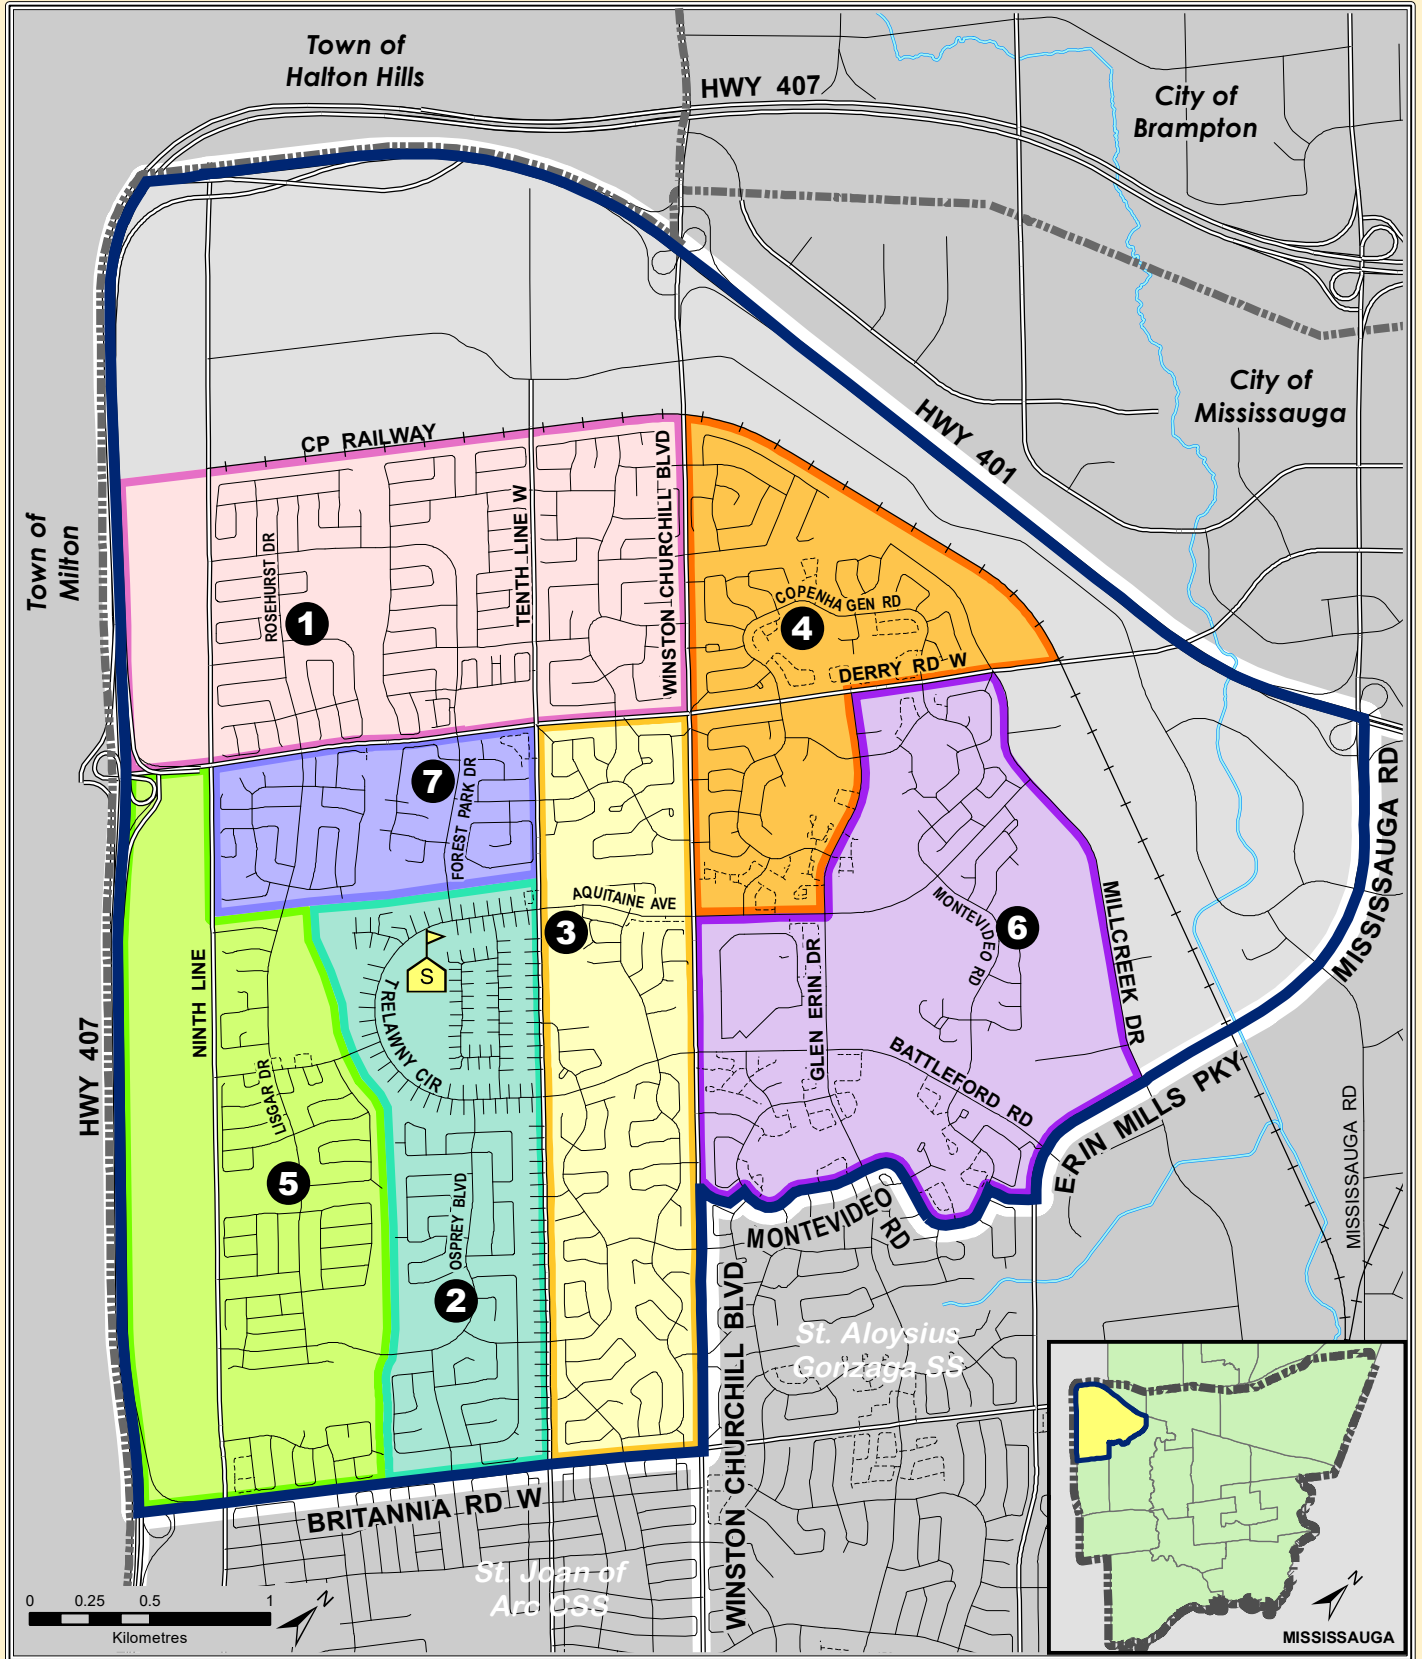 Town of
Halton Hills
HWY 407
City of
Brampton
City of
Mississauga
HWY 401
CP RAILWAY
Town of
Milton
ROSEHURST DR
TENTH LINE W
WINSTON CHURCHILL BLVD
COPENHAGEN RD
1
4
DERRY RD W
7
FOREST PARK DR
MISSISSAUGA RD
AQUITAINE AVE
3
MONTEVIDEO RD
6
MILLCREEK DR
NINTH LINE
S
TRELAWNY CIR
GLEN ERIN DR
HWY 407
LISGAR DR
BATTLEFORD RD
ERIN MILLS PKY
MISSISSAUGA RD
5
OSPREY BLVD
2
MONTEVIDEO
RD
WINSTON CHURCHILL BLVD
St. Aloysius
Gonzaga SS
BRITANNIA RD W
St. Joan of
Arc CSS
0 0.25 0.5 1
Kilometres
N
N
MISSISSAUGA